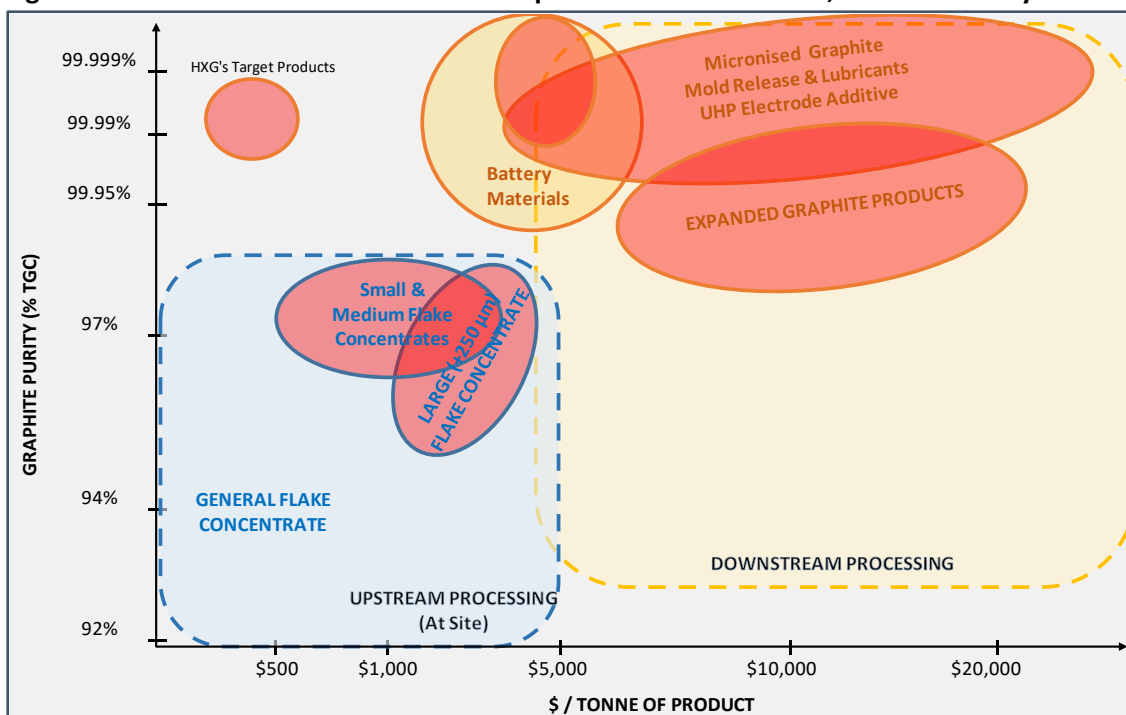 99.999%
HXG's Target Products
Micronised Graphite
Mold Release & Lubricants
UHP Electrode Additive
99.99%
Battery
Materials
99.95%
EXPANDED GRAPHITE PRODUCTS
Small &
Medium Flake
Concentrates
LARGE (+250 µm)
FLAKE CONCENTRATE
97%
GRAPHITE PURITY (% TGC)
94%
GENERAL FLAKE
CONCENTRATE
DOWNSTREAM PROCESSING
UPSTREAM PROCESSING
(At Site)
92%
$500
$1,000
$5,000
$10,000
$20,000
$ / TONNE OF PRODUCT